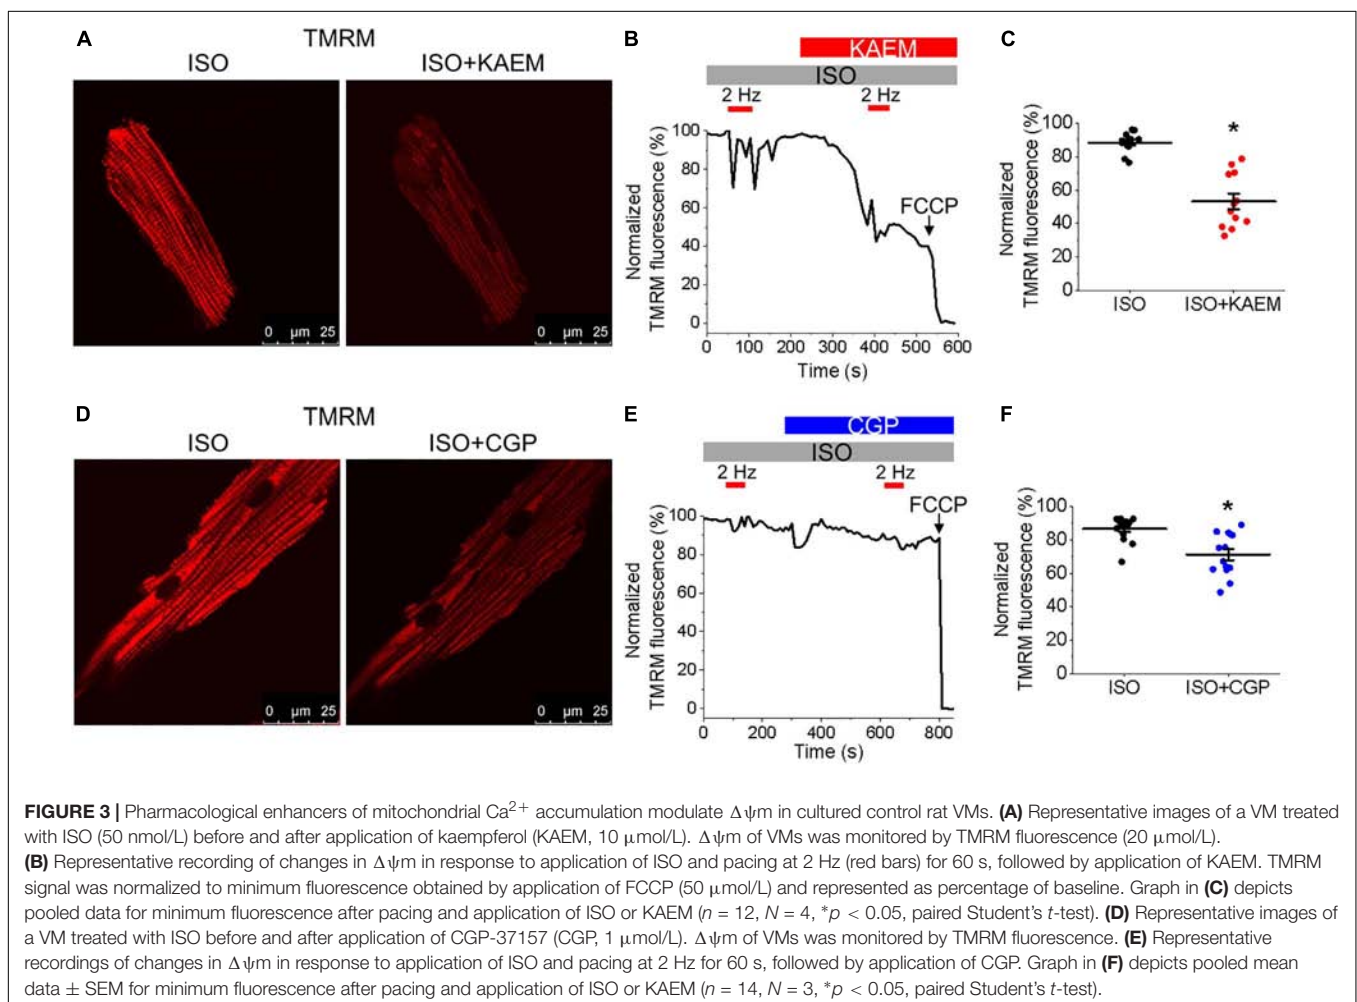 A
TMRM
ISO
ISO+KAEM
0 µm 25
0 µm 25
B
KAEM
ISO
2 Hz
2 Hz
FCCP
Normalized
TMRM fluorescence (%)
100
80
60
40
20
0
0 100 200 300 400 500 600
Time (s)
C
*
Normalized
TMRM fluorescence (%)
100
80
60
40
20
0
ISO
ISO+KAEM
D
TMRM
ISO
ISO+CGP
0 µm 25
0 µm 25
E
CGP
ISO
2 Hz
2 Hz
FCCP
Normalized
TMRM fluorescence (%)
100
80
60
40
20
0
0 200 400 600 800
Time (s)
F
*
Normalized
TMRM fluorescence (%)
100
80
60
40
20
0
ISO
ISO+CGP
FIGURE 3 | Pharmacological enhancers of mitochondrial Ca2+ accumulation modulate Δψm in cultured control rat VMs. (A) Representative images of a VM treated
with ISO (50 nmol/L) before and after application of kaempferol (KAEM, 10 µmol/L). Δψm of VMs was monitored by TMRM fluorescence (20 µmol/L).
(B) Representative recording of changes in Δψm in response to application of ISO and pacing at 2 Hz (red bars) for 60 s, followed by application of KAEM. TMRM
signal was normalized to minimum fluorescence obtained by application of FCCP (50 µmol/L) and represented as percentage of baseline. Graph in (C) depicts
pooled data for minimum fluorescence after pacing and application of ISO or KAEM (n = 12, N = 4, *p < 0.05, paired Student's t-test). (D) Representative images of
a VM treated with ISO before and after application of CGP-37157 (CGP, 1 µmol/L). Δψm of VMs was monitored by TMRM fluorescence. (E) Representative
recordings of changes in Δψm in response to application of ISO and pacing at 2 Hz for 60 s, followed by application of CGP. Graph in (F) depicts pooled mean
data ± SEM for minimum fluorescence after pacing and application of ISO or KAEM (n = 14, N = 3, *p < 0.05, paired Student's t-test).